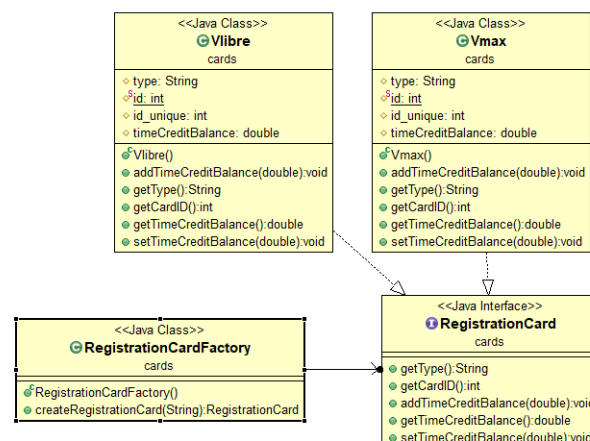 <<Java Class>>
Vlibre
cards
type: String
id: int
id_unique: int
timeCreditBalance: double
Vlibre()
addTimeCreditBalance(double):void
getType():String
getCardID():int
getTimeCreditBalance():double
setTimeCreditBalance(double):void
<<Java Class>>
Vmax
cards
type: String
id: int
id_unique: int
timeCreditBalance: double
Vmax()
addTimeCreditBalance(double):void
getType():String
getCardID():int
getTimeCreditBalance():double
setTimeCreditBalance(double):void
<<Java Class>>
RegistrationCardFactory
cards
RegistrationCardFactory()
createRegistrationCard(String):RegistrationCard
<<Java Interface>>
RegistrationCard
cards
getType():String
getCardID():int
addTimeCreditBalance(double):void
getTimeCreditBalance():double
setTimeCreditBalance(double):void